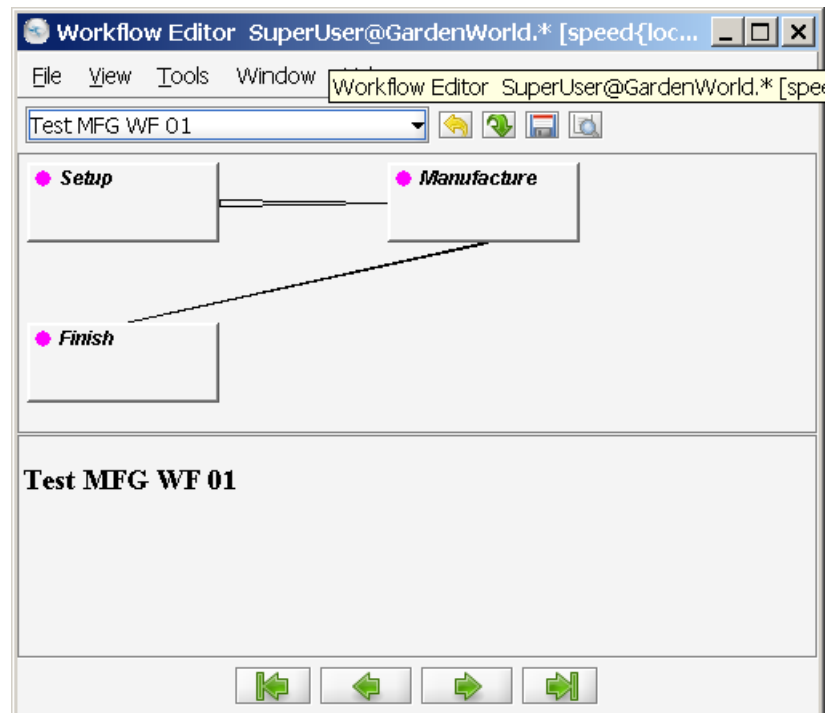 Workflow Editor SuperUser@GardenWorld.* [speed{loc...
File View Tools Window
Workflow Editor SuperUser@GardenWorld.* [spee
Test MFG WF 01
Setup
Manufacture
Finish
Test MFG WF 01